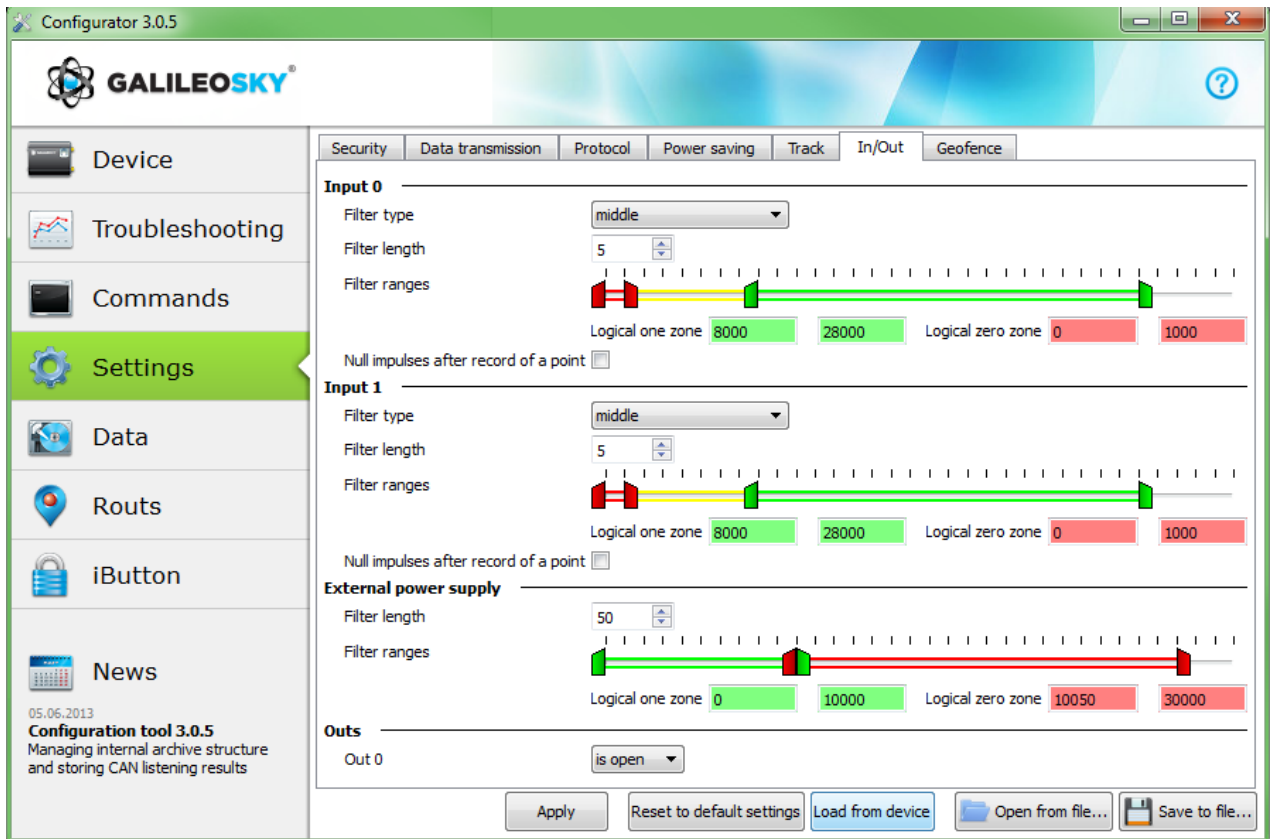 Configurator 3.0.5
GALILEOSKY®
?
Device
Troubleshooting
Commands
Settings
Data
Routs
iButton
News
05.06.2013
Configuration tool 3.0.5
Managing internal archive structure
and storing CAN listening results
Security Data transmission Protocol Power saving Track In/Out Geofence
Input 0
Filter type middle
Filter length 5
Filter ranges
Logical one zone 8000 28000 Logical zero zone 0 1000
Null impulses after record of a point
Input 1
Filter type middle
Filter length 5
Filter ranges
Logical one zone 8000 28000 Logical zero zone 0 1000
Null impulses after record of a point
External power supply
Filter length 50
Filter ranges
Logical one zone 0 10000 Logical zero zone 10050 30000
Outs
Out 0 is open
Apply Reset to default settings Load from device Open from file... Save to file...